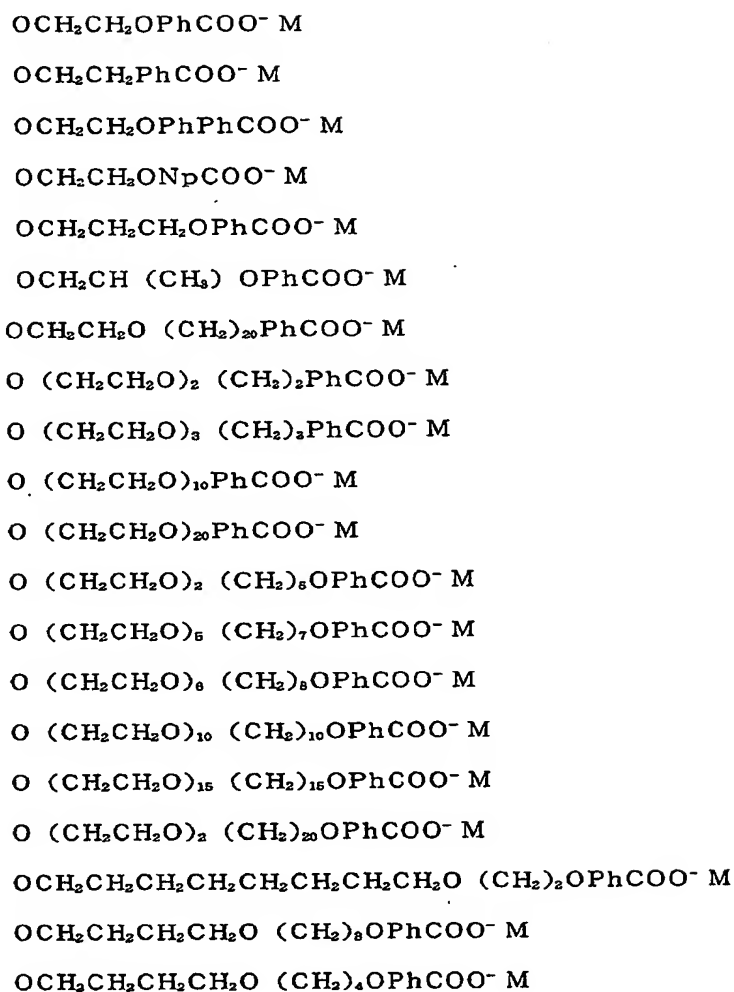 OCH₂CH₂OPhCOO⁻ M
OCH₂CH₂PhCOO⁻ M
OCH₂CH₂OPhPhCOO⁻ M
OCH₂CH₂ONpCOO⁻ M
OCH₂CH₂CH₂OPhCOO⁻ M
OCH₂CH (CH₃) OPhCOO⁻ M
OCH₂CH₂O (CH₂)₂₀PhCOO⁻ M
O (CH₂CH₂O)₂ (CH₂)₂PhCOO⁻ M
O (CH₂CH₂O)₃ (CH₂)₃PhCOO⁻ M
O (CH₂CH₂O)₁₀PhCOO⁻ M
O (CH₂CH₂O)₂₀PhCOO⁻ M
O (CH₂CH₂O)₂ (CH₂)₅OPhCOO⁻ M
O (CH₂CH₂O)₅ (CH₂)₇OPhCOO⁻ M
O (CH₂CH₂O)₆ (CH₂)₈OPhCOO⁻ M
O (CH₂CH₂O)₁₀ (CH₂)₁₀OPhCOO⁻ M
O (CH₂CH₂O)₁₅ (CH₂)₁₅OPhCOO⁻ M
O (CH₂CH₂O)₂ (CH₂)₂₀OPhCOO⁻ M
OCH₂CH₂CH₂CH₂CH₂CH₂CH₂CH₂O (CH₂)₂OPhCOO⁻ M
OCH₂CH₂CH₂CH₂O (CH₂)₈OPhCOO⁻ M
OCH₂CH₂CH₂CH₂O (CH₂)₄OPhCOO⁻ M